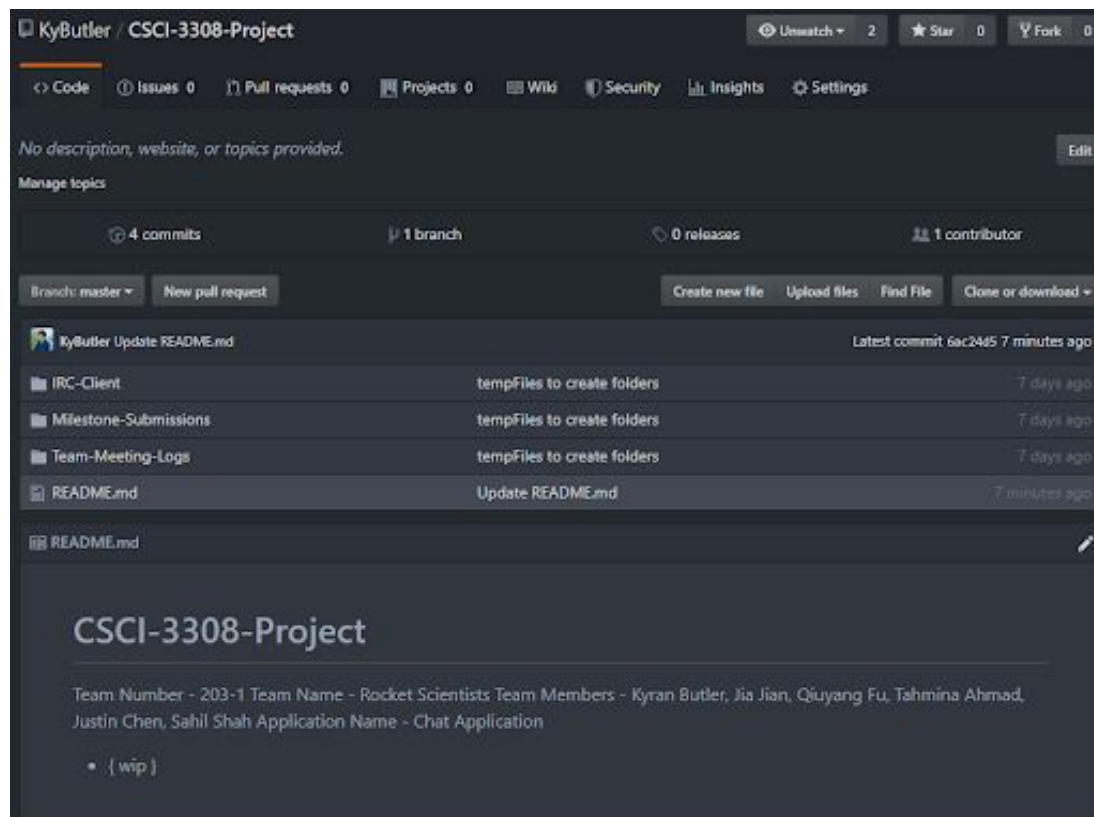 KyButler / CSCI-3308-Project Unwatch 2 Star 0 Fork 0
<> Code Issues 0 Pull requests 0 Projects 0 Wiki Security Insights Settings
No description, website, or topics provided. Edit
Manage topics
4 commits 1 branch 0 releases 1 contributor
Branch: master New pull request Create new file Upload files Find File Clone or download
KyButler Update README.md Latest commit 6ac24d5 7 minutes ago
IRC-Client tempFiles to create folders 7 days ago
Milestone-Submissions tempFiles to create folders 7 days ago
Team-Meeting-Logs tempFiles to create folders 7 days ago
README.md Update README.md 7 minutes ago
README.md
CSCI-3308-Project
Team Number - 203-1 Team Name - Rocket Scientists Team Members - Kyran Butler, Jia Jian, Qiuyang Fu, Tahmina Ahmad,
Justin Chen, Sahil Shah Application Name - Chat Application
• { wip }